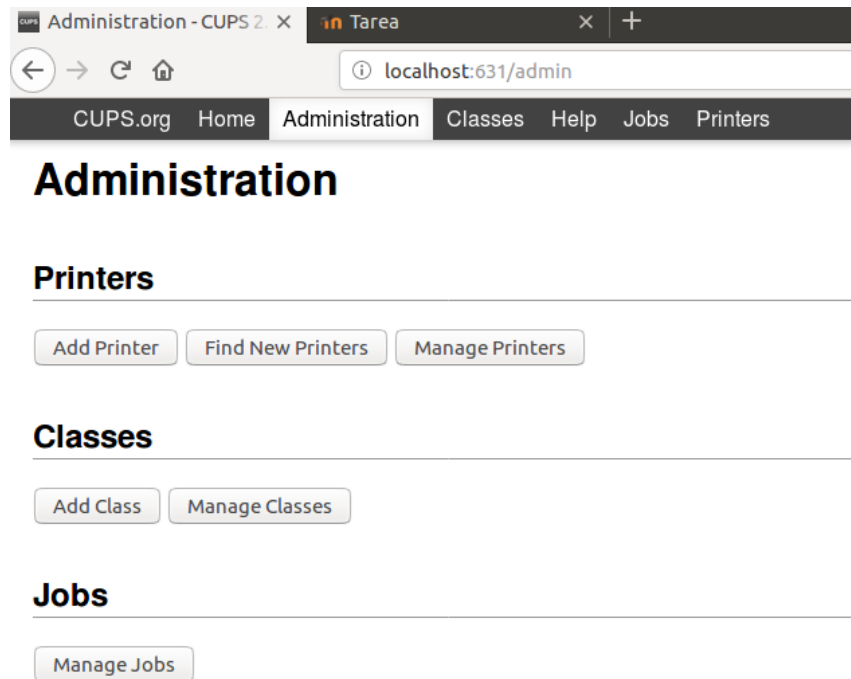 Administration - CUPS 2. Tarea
localhost:631/admin
CUPS.org Home Administration Classes Help Jobs Printers
Administration
Printers
Add Printer Find New Printers Manage Printers
Classes
Add Class Manage Classes
Jobs
Manage Jobs